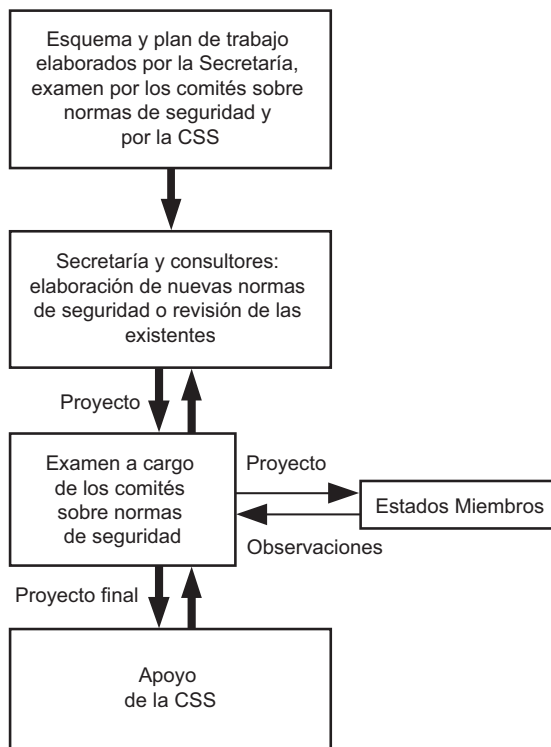 Esquema y plan de trabajo
elaborados por la Secretaría,
examen por los comités sobre
normas de seguridad y
por la CSS
Secretaría y consultores:
elaboración de nuevas normas
de seguridad o revisión de las
existentes
Proyecto
Examen a cargo
de los comités
sobre normas
de seguridad
Proyecto
Estados Miembros
Observaciones
Proyecto final
Apoyo
de la CSS